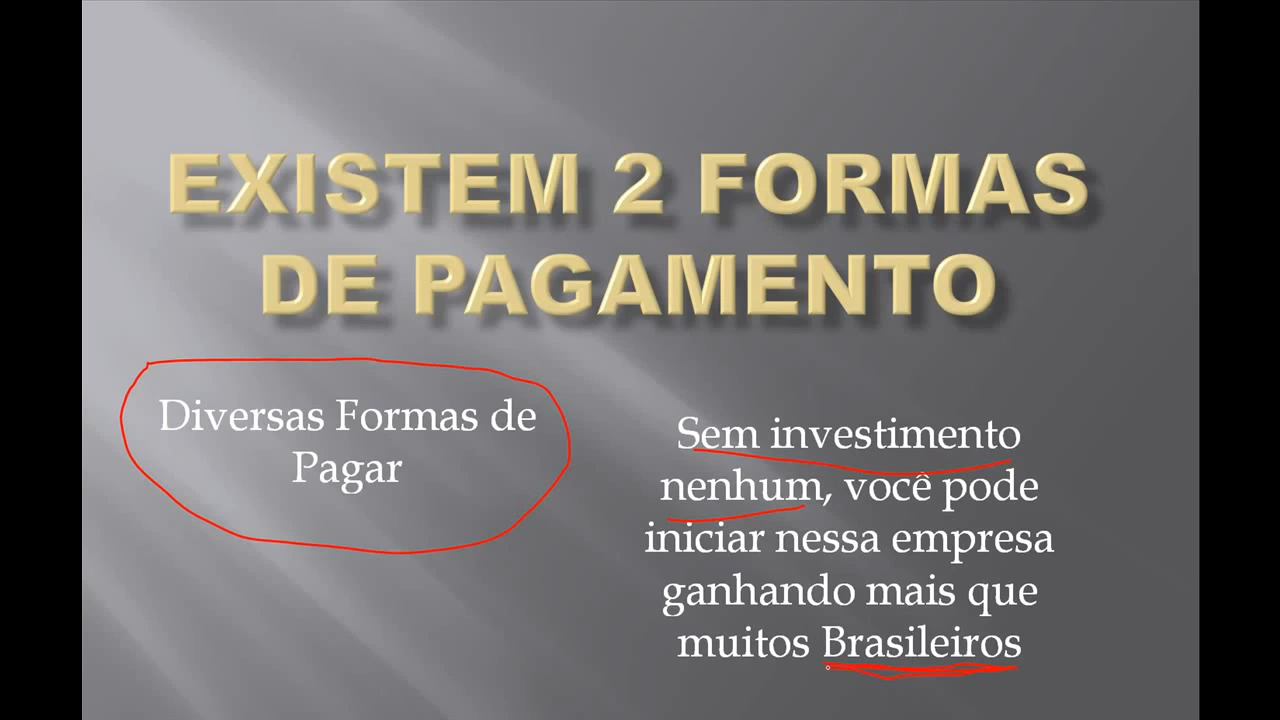 EXISTEM 2 FORMAS
DE PAGAMENTO
Diversas Formas de
Pagar
Sem investimento
nenhum, você pode
iniciar nessa empresa
ganhando mais que
muitos Brasileiros